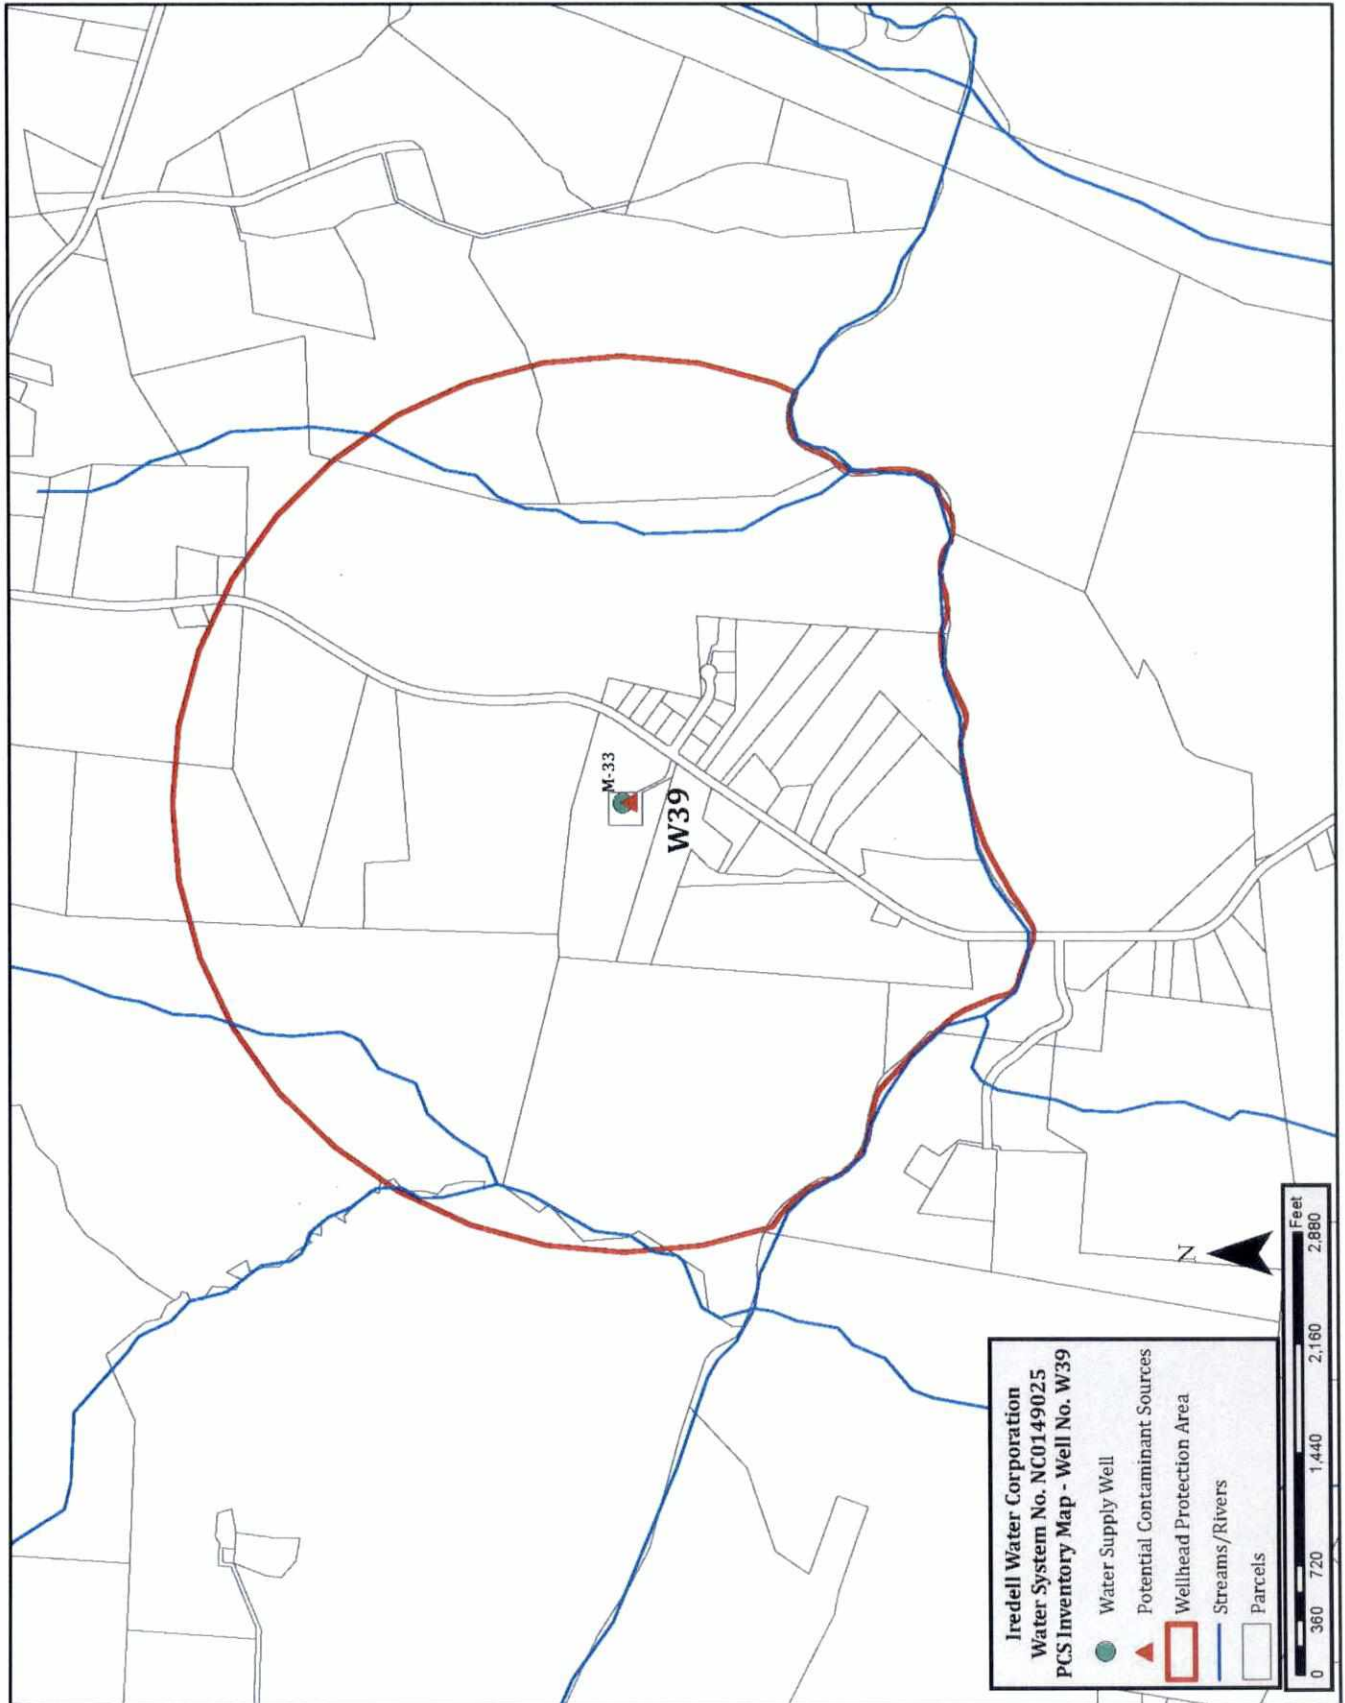 M-33
W39
N
Iredell Water Corporation
Water System No. NC0149025
PCS Inventory Map - Well No. W39
Water Supply Well
Potential Contaminant Sources
Wellhead Protection Area
Streams/Rivers
Parcels
0 360 720 1,440 2,160 2,880
Feet